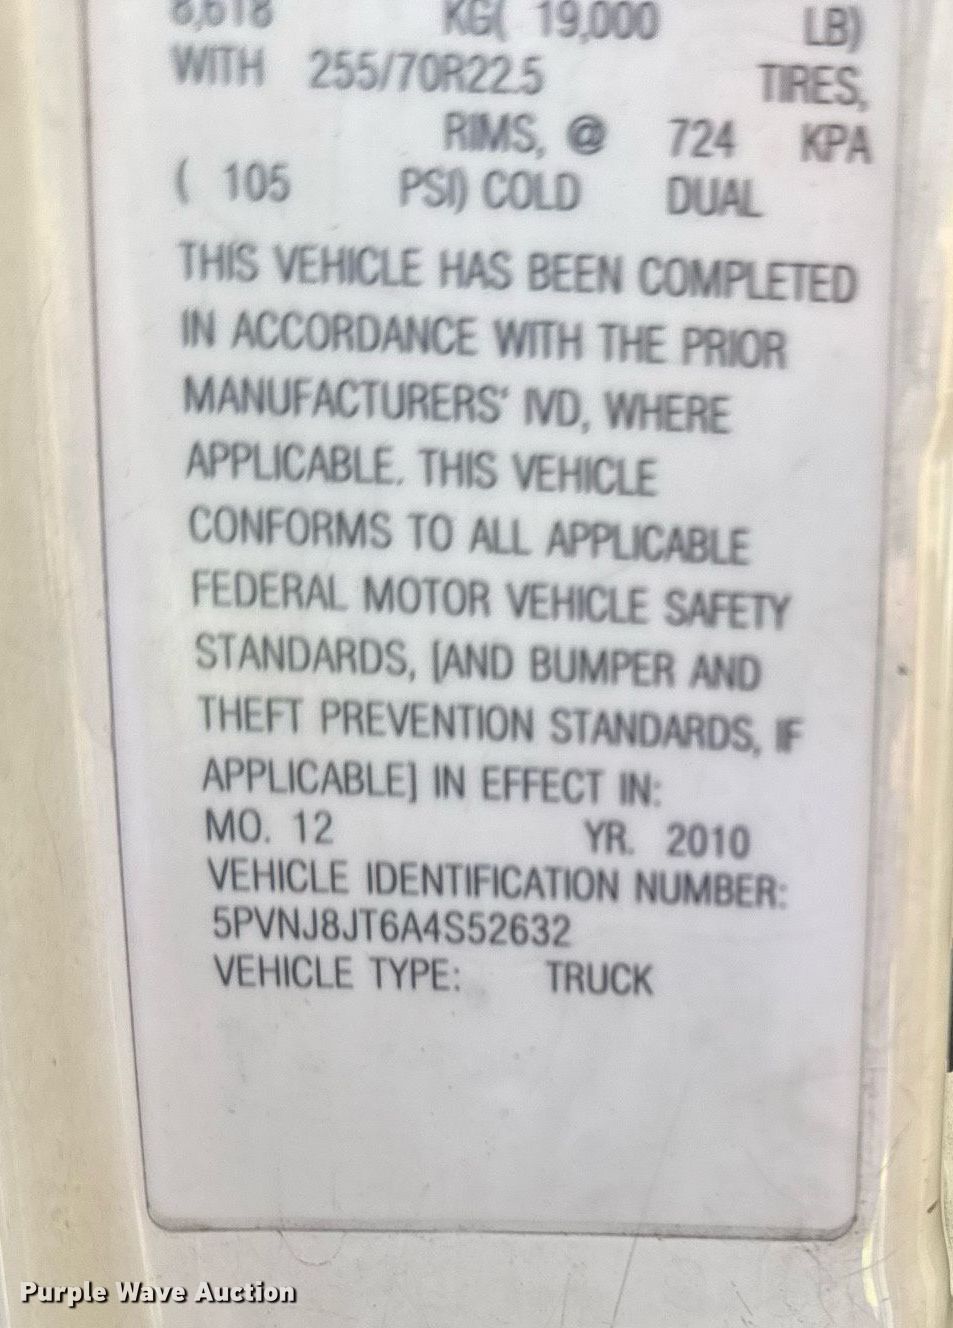 8,618 KG( 19,000 LB)
WITH 255/70R22.5 TIRES,
RIMS, @ 724 KPA
( 105 PSI) COLD DUAL
THIS VEHICLE HAS BEEN COMPLETED
IN ACCORDANCE WITH THE PRIOR
MANUFACTURERS' IVD, WHERE
APPLICABLE. THIS VEHICLE
CONFORMS TO ALL APPLICABLE
FEDERAL MOTOR VEHICLE SAFETY
STANDARDS, [AND BUMPER AND
THEFT PREVENTION STANDARDS, IF
APPLICABLE] IN EFFECT IN:
MO. 12 YR. 2010
VEHICLE IDENTIFICATION NUMBER:
5PVNJ8JT6A4S52632
VEHICLE TYPE: TRUCK
Purple Wave Auction